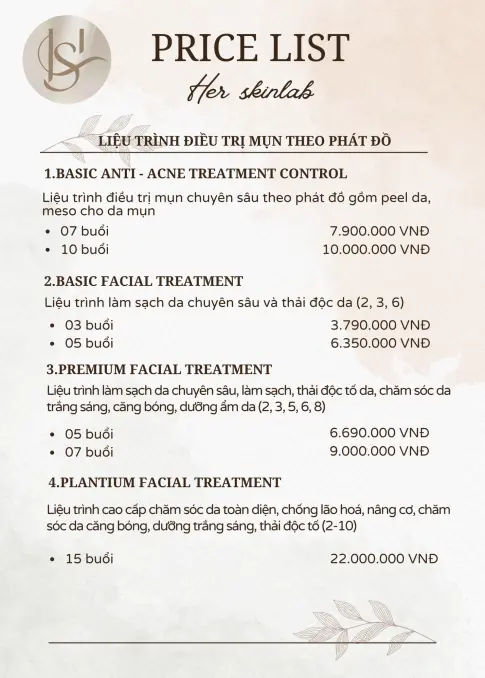 PRICE LIST
Her skinlab
LIỆU TRÌNH ĐIỀU TRỊ MỤN THEO PHÁT ĐỒ
1.BASIC ANTI - ACNE TREATMENT CONTROL
Liệu trình điều trị mụn chuyên sâu theo phát đồ gồm peel da,
meso cho da mụn
• 07 buổi 7.900.000 VNĐ
• 10 buổi 10.000.000 VNĐ
2.BASIC FACIAL TREATMENT
Liệu trình làm sạch da chuyên sâu và thải độc da (2, 3, 6)
• 03 buổi 3.790.000 VNĐ
• 05 buổi 6.350.000 VNĐ
3.PREMIUM FACIAL TREATMENT
Liệu trình làm sạch da chuyên sâu, làm sạch, thải độc tố da, chăm sóc da
trắng sáng, căng bóng, dưỡng ẩm da (2, 3, 5, 6, 8)
• 05 buổi 6.690.000 VNĐ
• 07 buổi 9.000.000 VNĐ
4.PLANTIUM FACIAL TREATMENT
Liệu trình cao cấp chăm sóc da toàn diện, chống lão hoá, nâng cơ, chăm
sóc da căng bóng, dưỡng trắng sáng, thải độc tố (2-10)
• 15 buổi 22.000.000 VNĐ